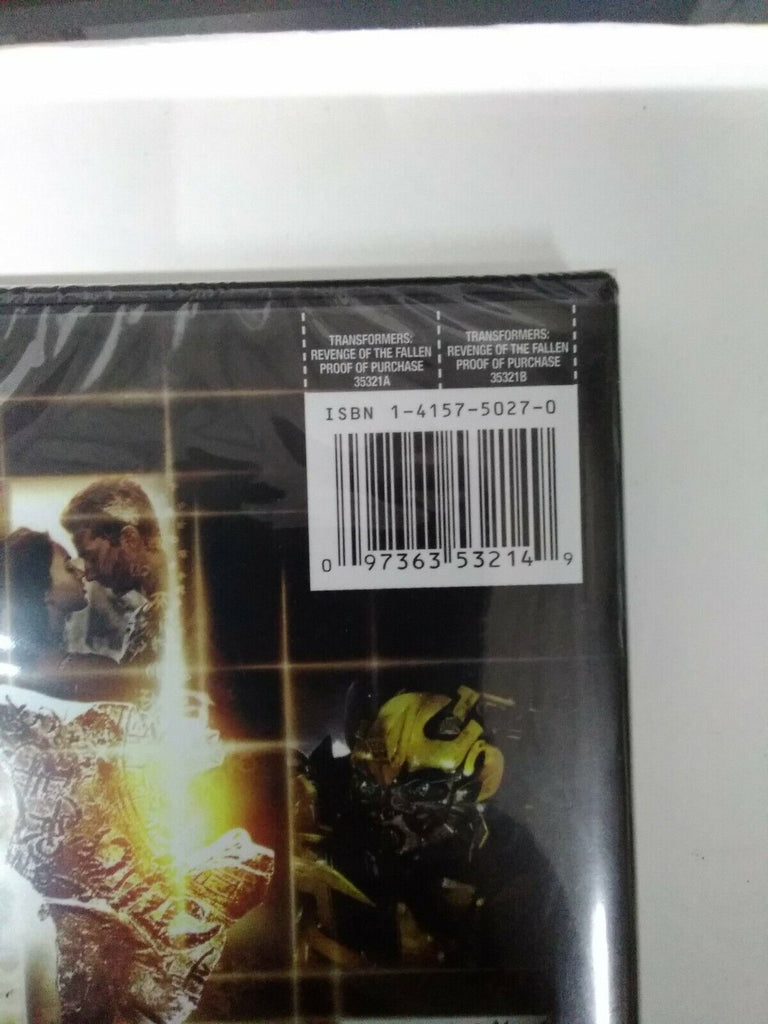 TRANSFORMERS:
REVENGE OF THE FALLEN
PROOF OF PURCHASE
35321A
TRANSFORMERS:
REVENGE OF THE FALLEN
PROOF OF PURCHASE
35321B
ISBN 1-4157-5027-0
0 97363 53214 9